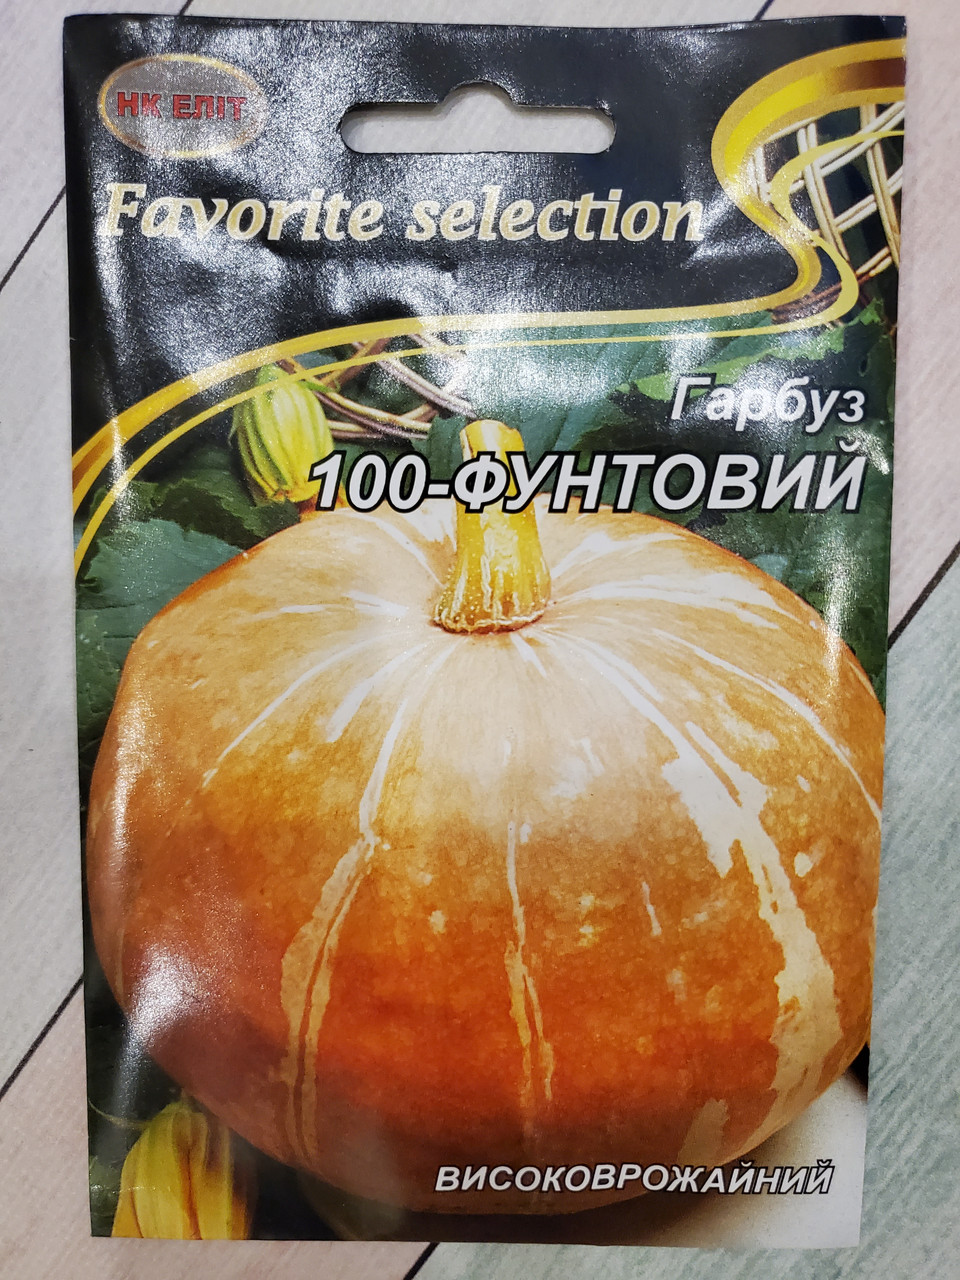 НК ЕЛІТ
Favorite selection
Гарбуз
100-ФУНТОВИЙ
ВИСОКОВРОЖАЙНИЙ